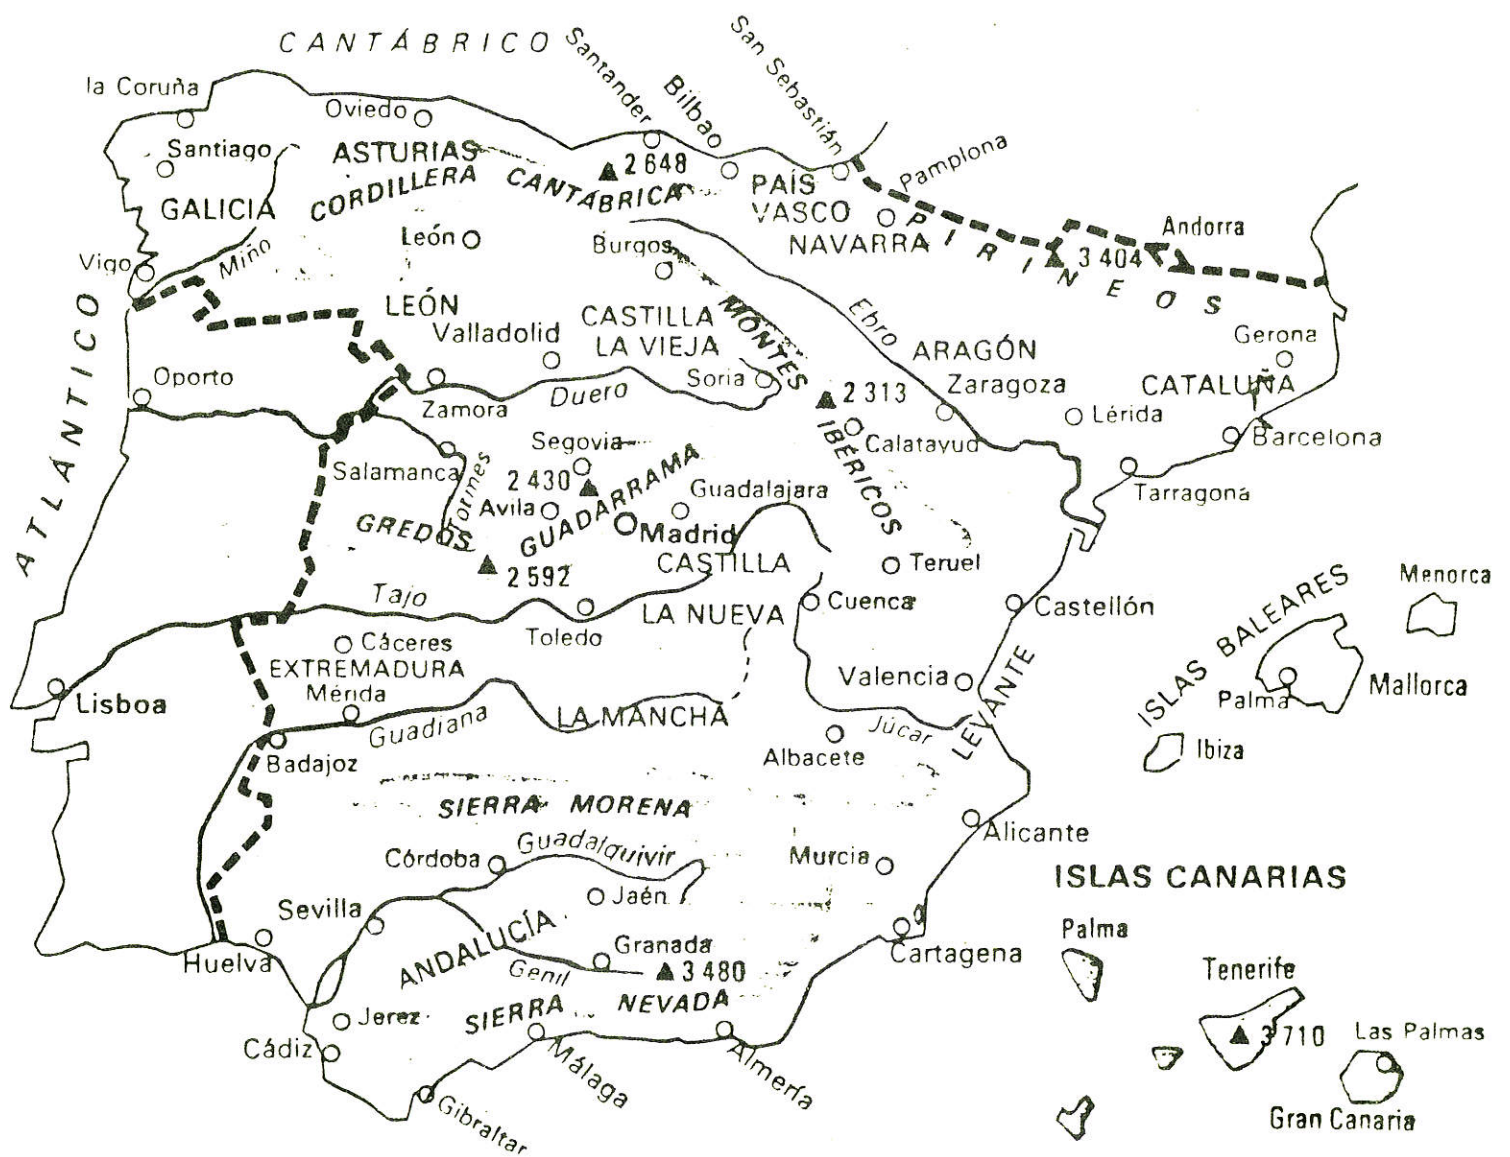 CANTÁBRICO
Santander
Bilbao
San Sebastián
la Coruña
Oviedo
Santiago
ASTURIAS
2 648
CORDILLERA CANTÁBRICA
PAÍS
VASCO
Pamplona
GALICIA
León
Burgos
NAVARRA
PIRINEOS
3 404
Andorra
Vigo
Miño
ATLÁNTICO
LEÓN
Valladolid
CASTILLA
LA VIEJA
MONTES
IBÉRICOS
Ebro
ARAGÓN
Gerona
Oporto
Zamora
Duero
Soria
2 313
Zaragoza
CATALUÑA
Lérida
Calatayud
Barcelona
Segovia
Salamanca
Tormes
2 430
Avila
GUADARRAMA
Guadalajara
Tarragona
GREDOS
Madrid
2 592
CASTILLA
LA NUEVA
Teruel
Tajo
Toledo
Cuenca
Castellón
ISLAS BALEARES
Menorca
Cáceres
EXTREMADURA
Mérida
Lisboa
Guadiana
LA MANCHA
Valencia
LEVANTE
Palma
Mallorca
Júcar
Ibiza
Badajoz
Albacete
SIERRA MORENA
Alicante
Córdoba
Guadalquivir
Murcia
ISLAS CANARIAS
Jaén
Sevilla
ANDALUCÍA
Palma
Huelva
Granada
Genil
3 480
Cartagena
Tenerife
SIERRA NEVADA
Jerez
3 710
Las Palmas
Cádiz
Málaga
Almería
Gibraltar
Gran Canaria